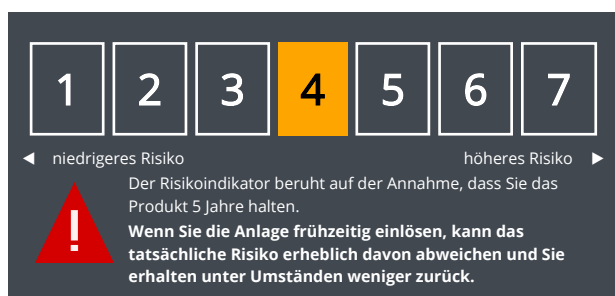 1 2 3 4 5 6 7
◄ niedrigeres Risiko höheres Risiko ►
Der Risikoindikator beruht auf der Annahme, dass Sie das
Produkt 5 Jahre halten.
!
Wenn Sie die Anlage frühzeitig einlösen, kann das
tatsächliche Risiko erheblich davon abweichen und Sie
erhalten unter Umständen weniger zurück.